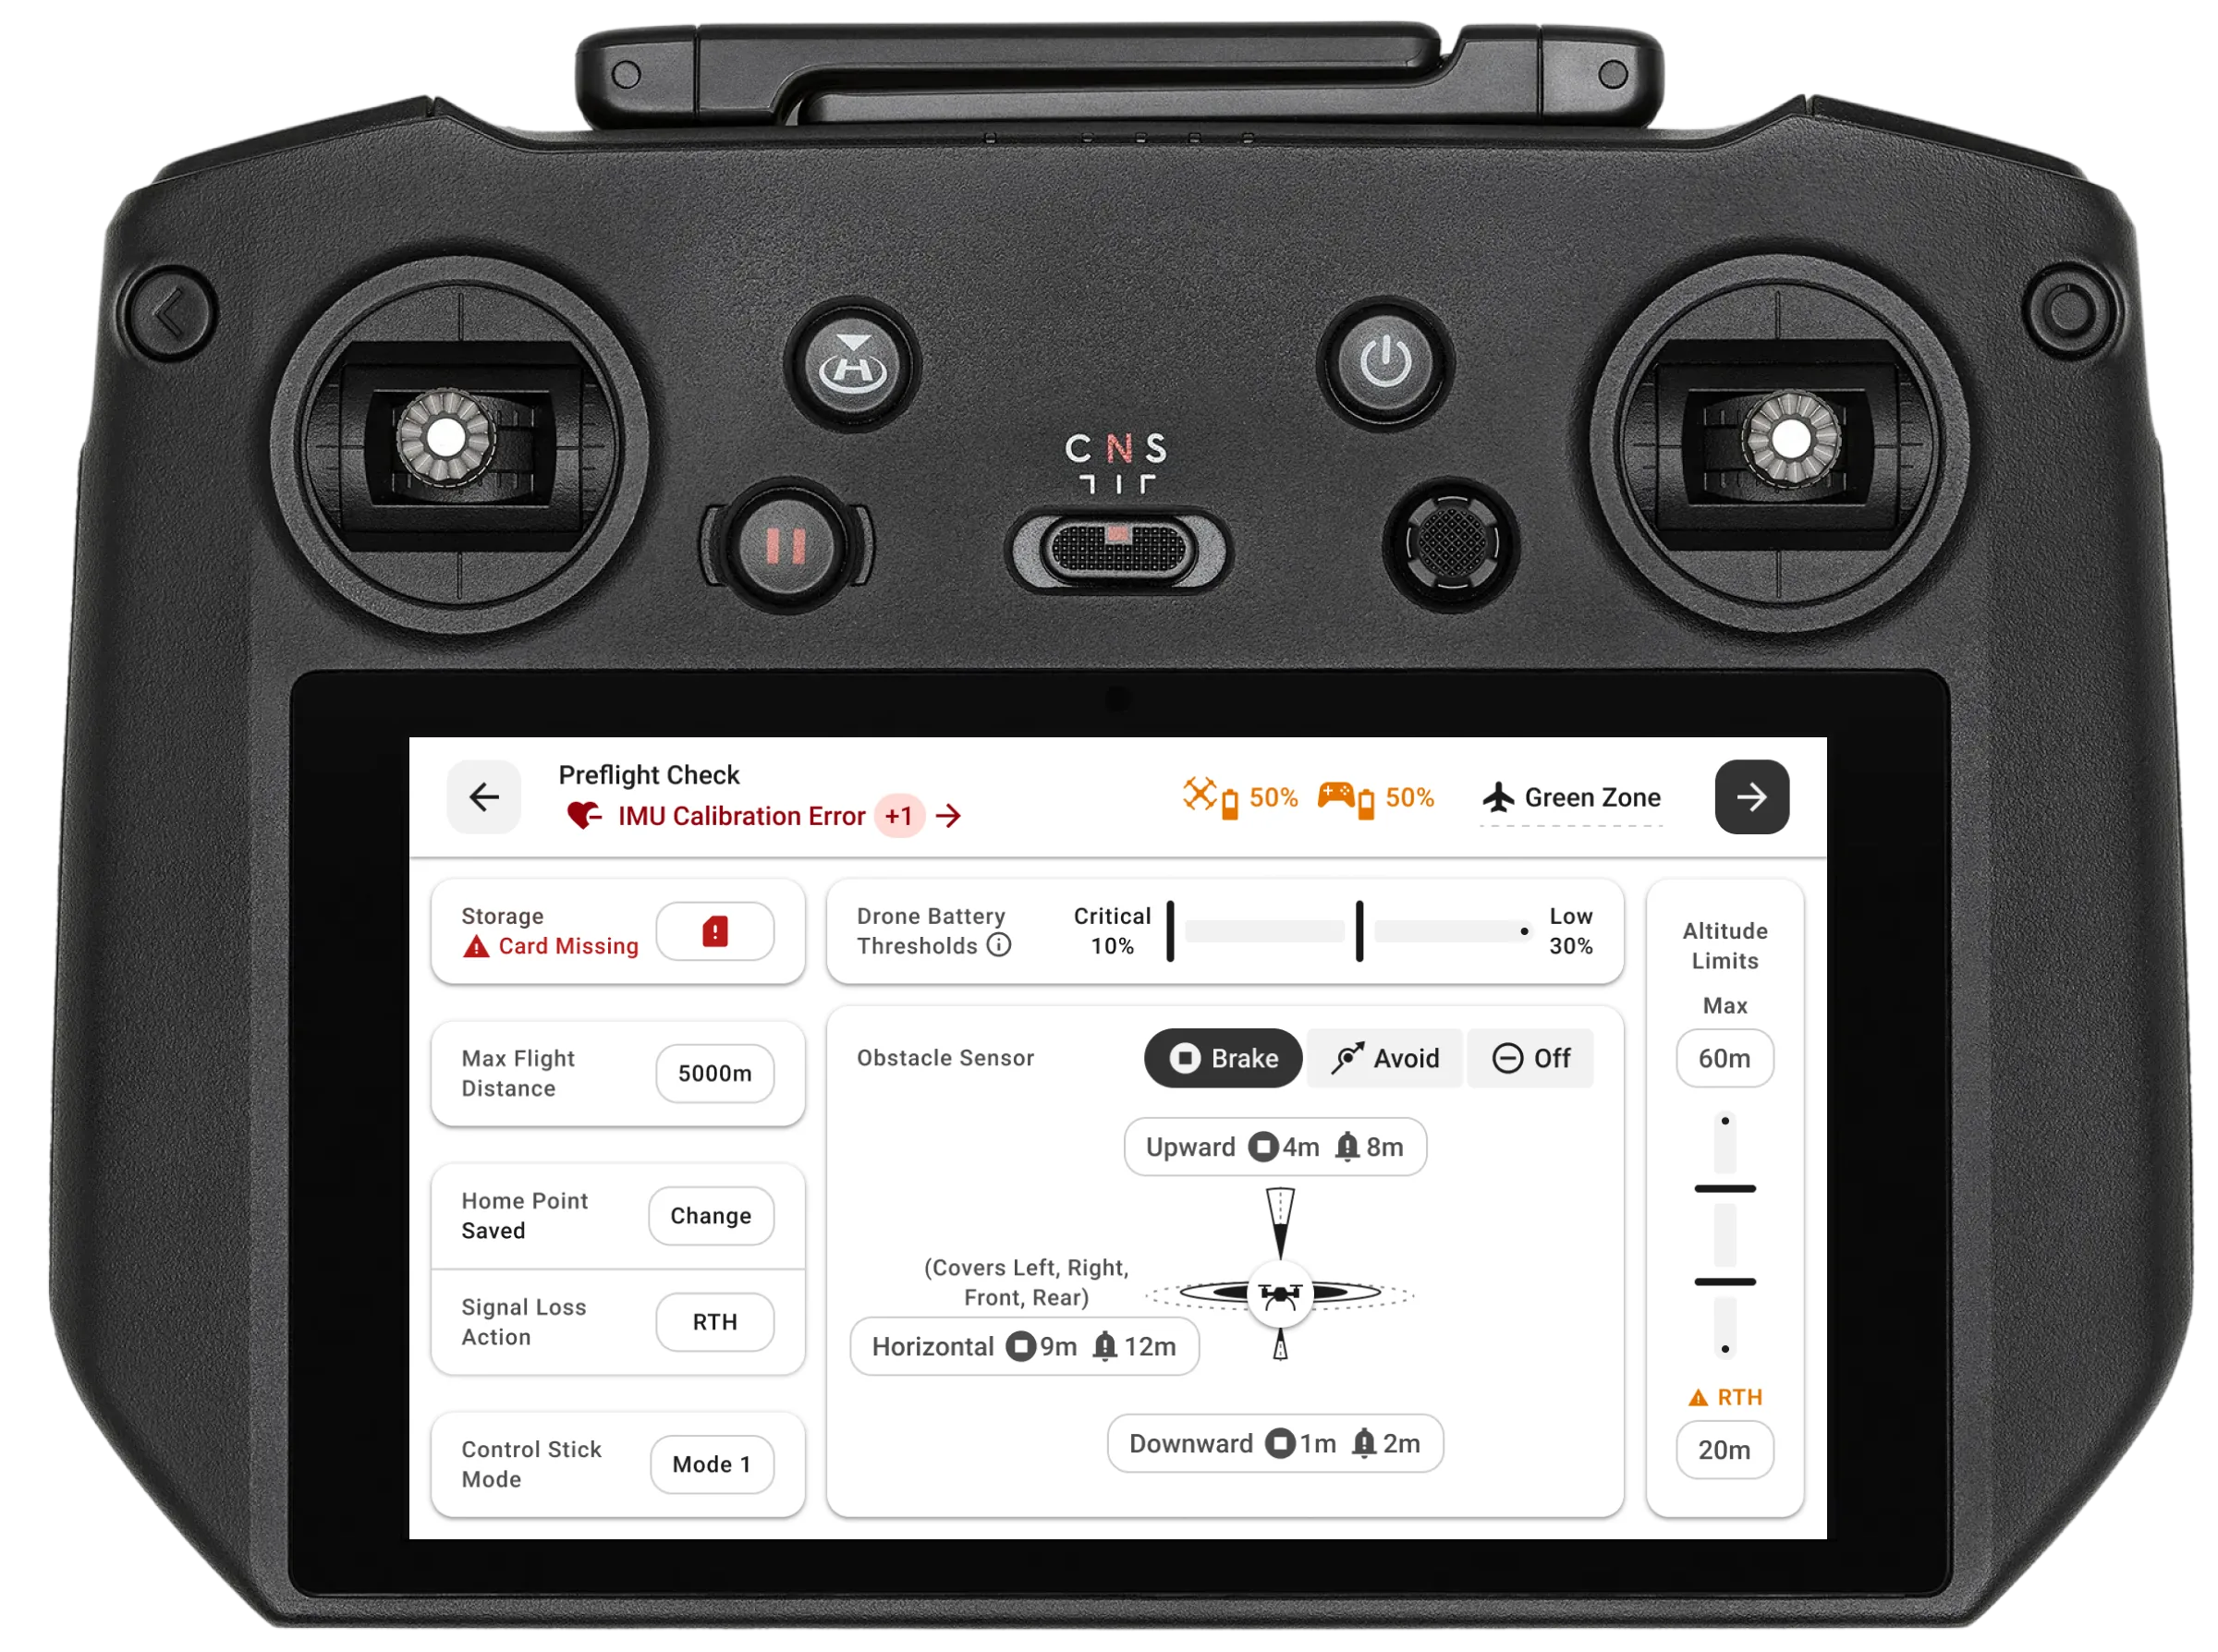 C N S
Preflight Check
IMU Calibration Error +1
50%
50%
Green Zone
Storage
Card Missing
Max Flight
Distance
5000m
Home Point
Saved
Change
Signal Loss
Action
RTH
Control Stick
Mode
Mode 1
Drone Battery
Thresholds
Critical
10%
Low
30%
Obstacle Sensor
Brake
Avoid
Off
Upward 4m 8m
(Covers Left, Right,
Front, Rear)
Horizontal 9m 12m
Downward 1m 2m
Altitude
Limits
Max
60m
RTH
20m